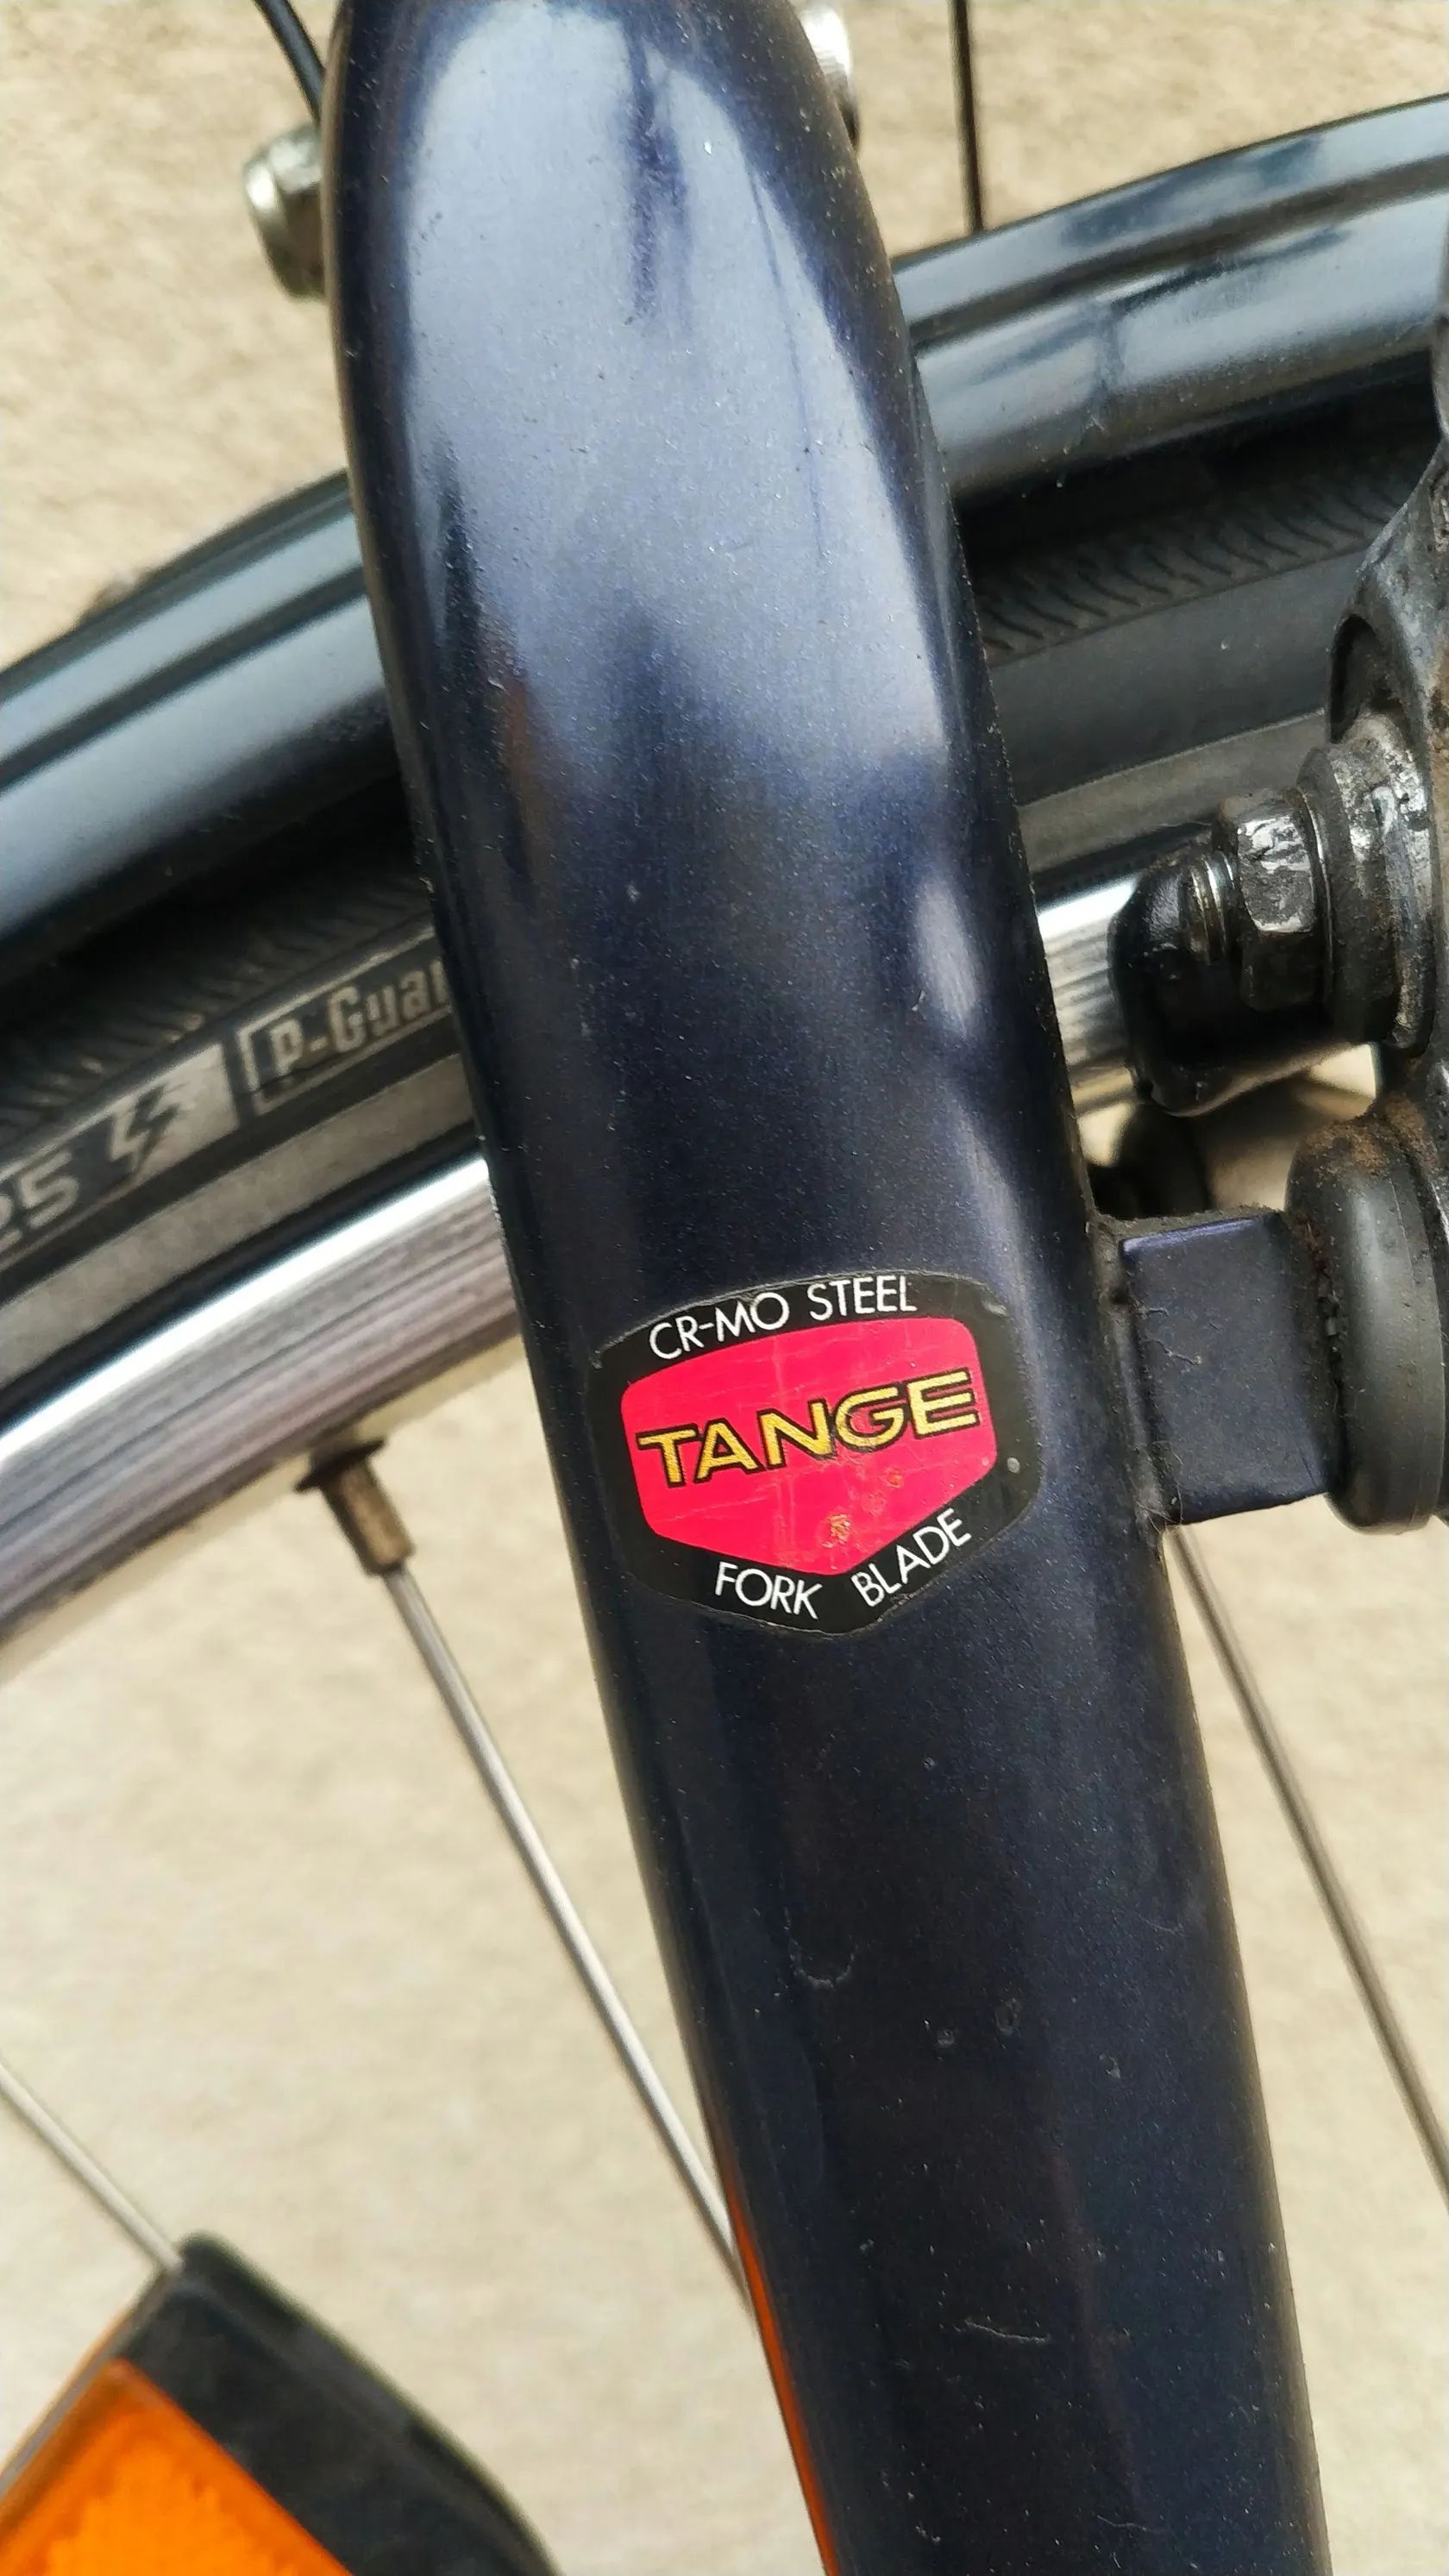 P-Guar
25
CR-MO STEEL
TANGE
FORK BLADE